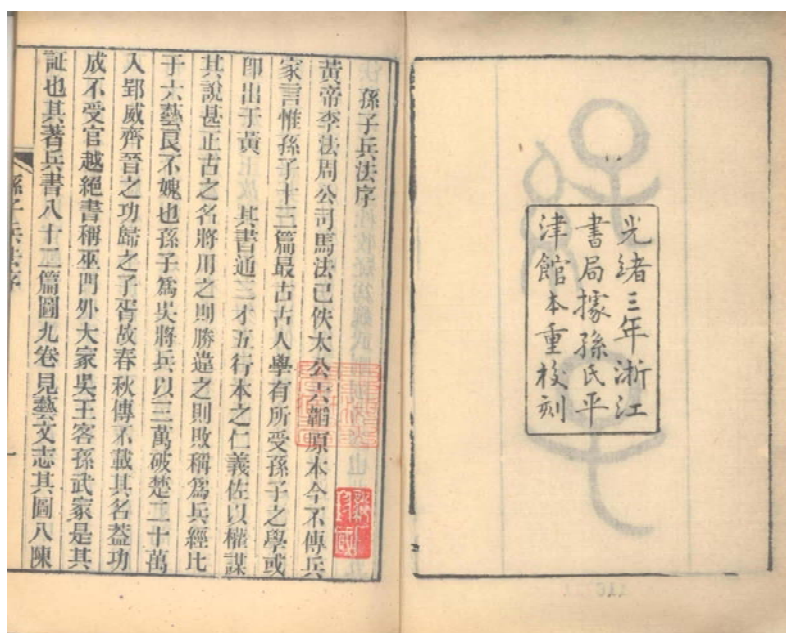 光緒三年浙江
書局據孫氏平
津館本重校刻
孫子兵法序
黃帝李法周公司馬法已佚太公六韜原本今不傳兵
家言惟孫子十三篇最古古人學有所受孫子之學或
即出于黃帝其書通三才五行本之仁義佐以權謀
其說甚正古之名將用之則勝違之則敗稱為兵經比
于六藝良不媿也孫子為吳將兵以三萬破楚二十萬
入郢威齊晉之功歸之子胥故春秋傳不載其名蓋功
成不受官越絕書稱巫門外大冢吳王客孫武冢是其
証也其著兵書八十二篇圖九卷見藝文志其圖八陳
孫子兵法序